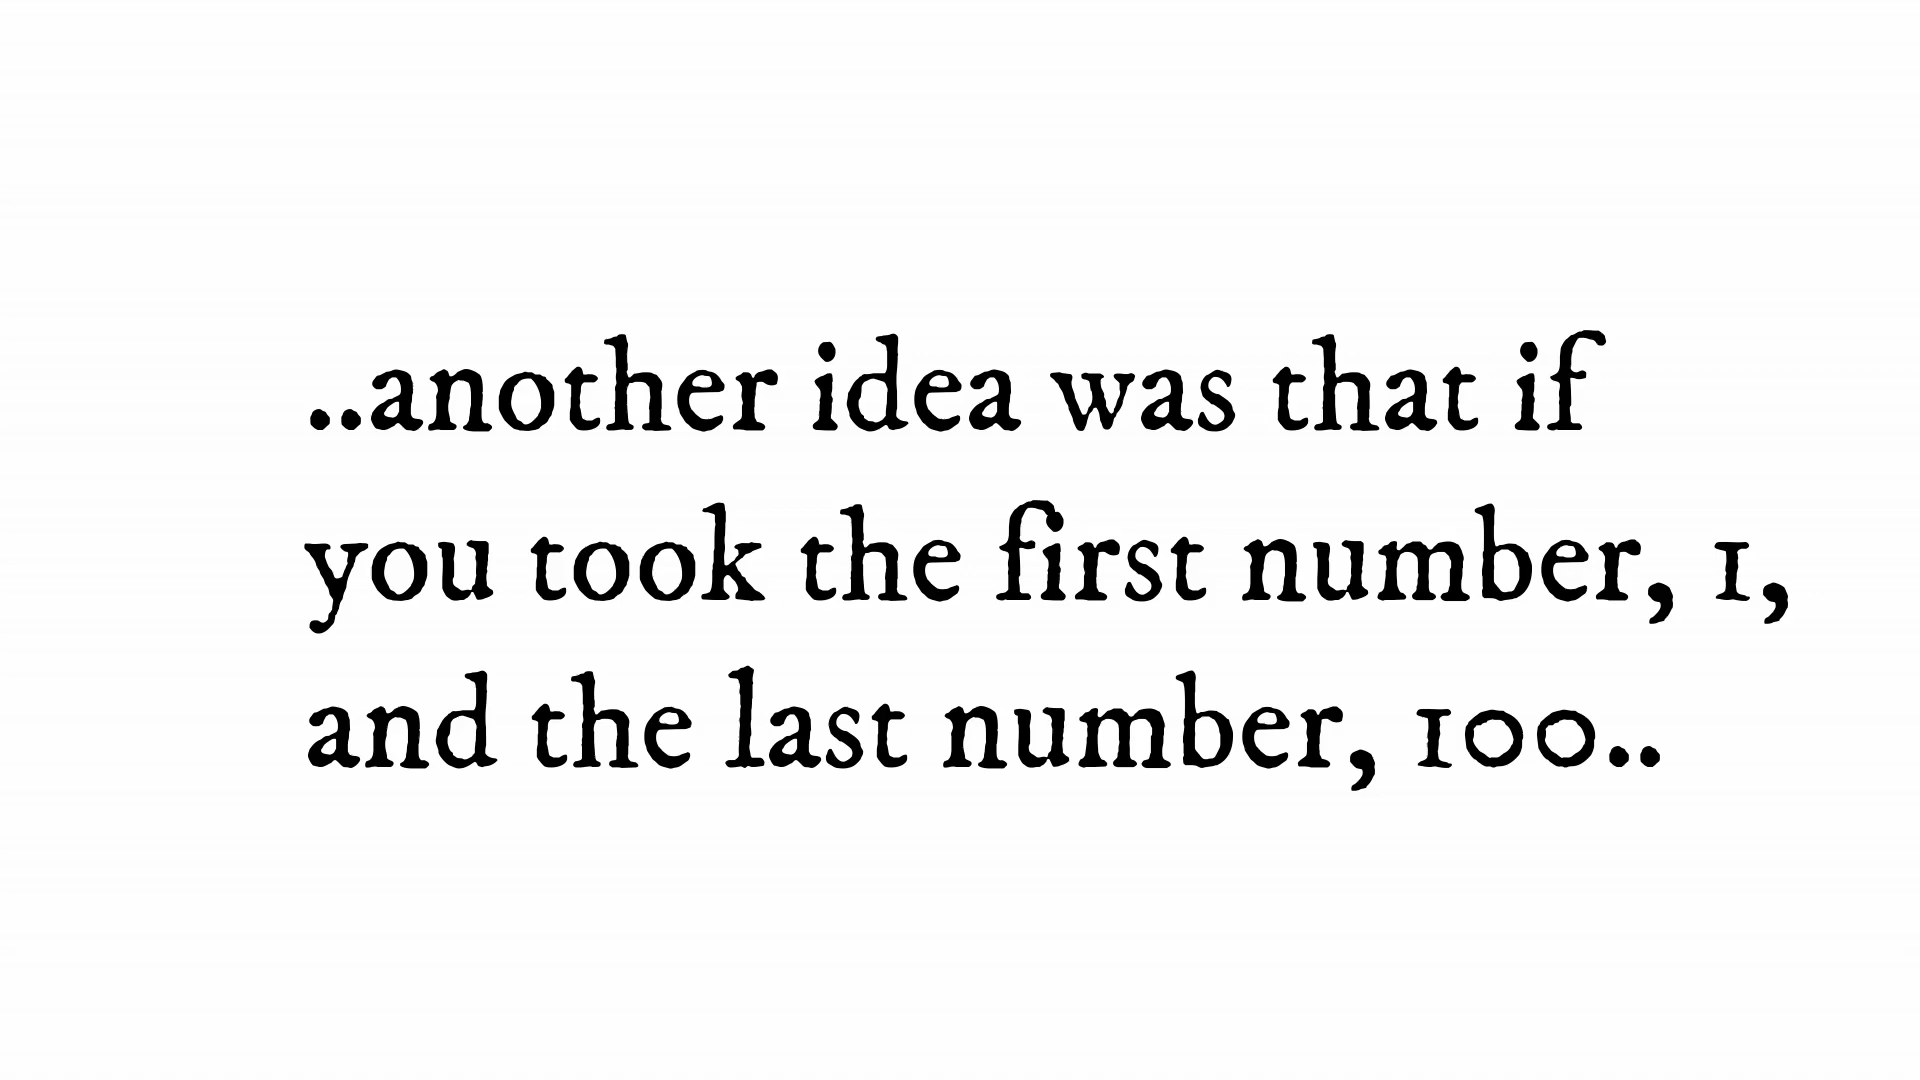 ..another idea was that if
you took the first number, 1,
and the last number, 100..